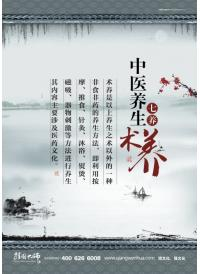 中医养生
七养
术养
术养是以上养生之术以外的一种
非食非药的养生方法，即利用按
摩、推拿、针灸、沐浴、熨烫、
磁吸、器物刺激等方法进行养生
其内容主要涉及医药文化。
400 626 6008 www.qiangwenhua.com